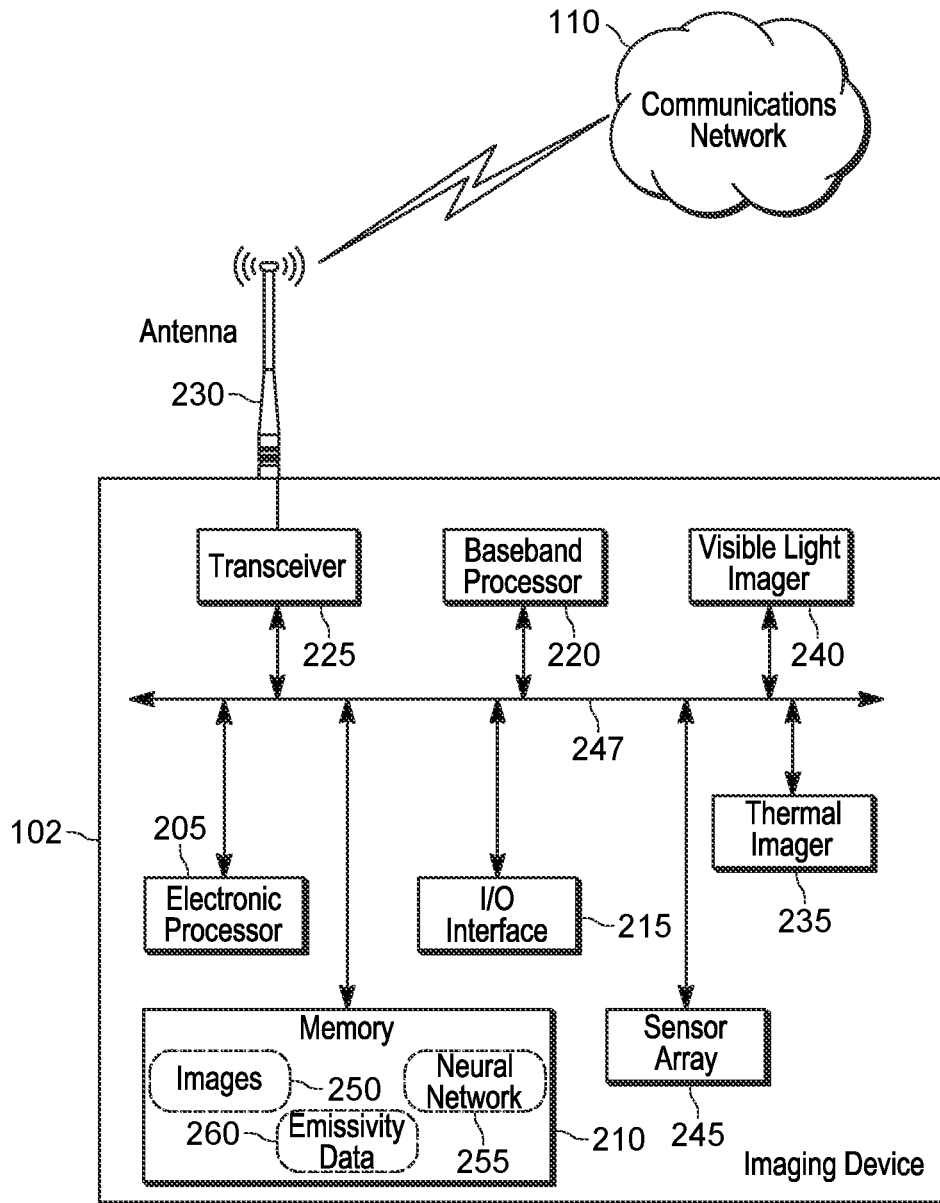 110
Communications
Network
Antenna
230
Transceiver
225
Baseband
Processor
220
Visible Light
Imager
240
247
102
205
Electronic
Processor
I/O
Interface
215
Thermal
Imager
235
Memory
Images
250
Neural
Network
255
260
Emissivity
Data
210
Sensor
Array
245
Imaging Device